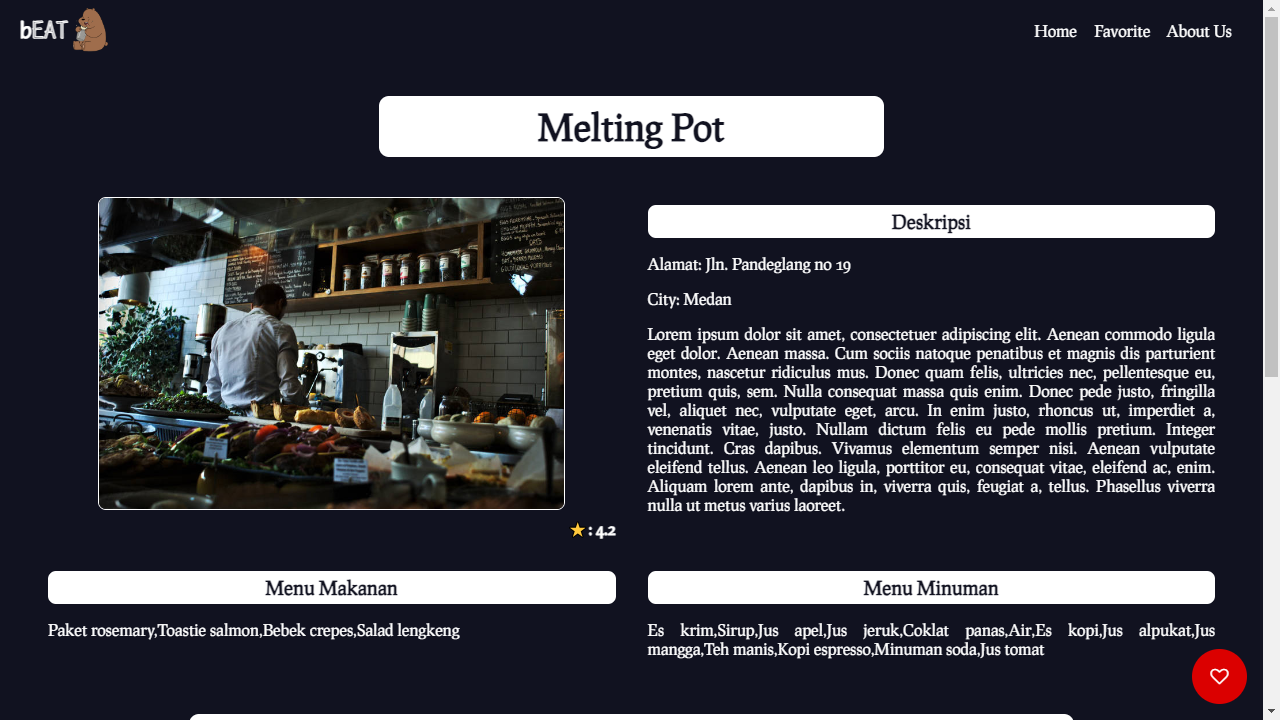 bEAT
Home Favorite About Us
Melting Pot
Deskripsi
Alamat: Jln. Pandeglang no 19
City: Medan
Lorem ipsum dolor sit amet, consectetuer adipiscing elit. Aenean commodo ligula
eget dolor. Aenean massa. Cum sociis natoque penatibus et magnis dis parturient
montes, nascetur ridiculus mus. Donec quam felis, ultricies nec, pellentesque eu,
pretium quis, sem. Nulla consequat massa quis enim. Donec pede justo, fringilla
vel, aliquet nec, vulputate eget, arcu. In enim justo, rhoncus ut, imperdiet a,
venenatis vitae, justo. Nullam dictum felis eu pede mollis pretium. Integer
tincidunt. Cras dapibus. Vivamus elementum semper nisi. Aenean vulputate
eleifend tellus. Aenean leo ligula, porttitor eu, consequat vitae, eleifend ac, enim.
Aliquam lorem ante, dapibus in, viverra quis, feugiat a, tellus. Phasellus viverra
nulla ut metus varius laoreet.
⭐: 4.2
Menu Makanan
Paket rosemary,Toastie salmon,Bebek crepes,Salad lengkeng
Menu Minuman
Es krim,Sirup,Jus apel,Jus jeruk,Coklat panas,Air,Es kopi,Jus alpukat,Jus
mangga,Teh manis,Kopi espresso,Minuman soda,Jus tomat